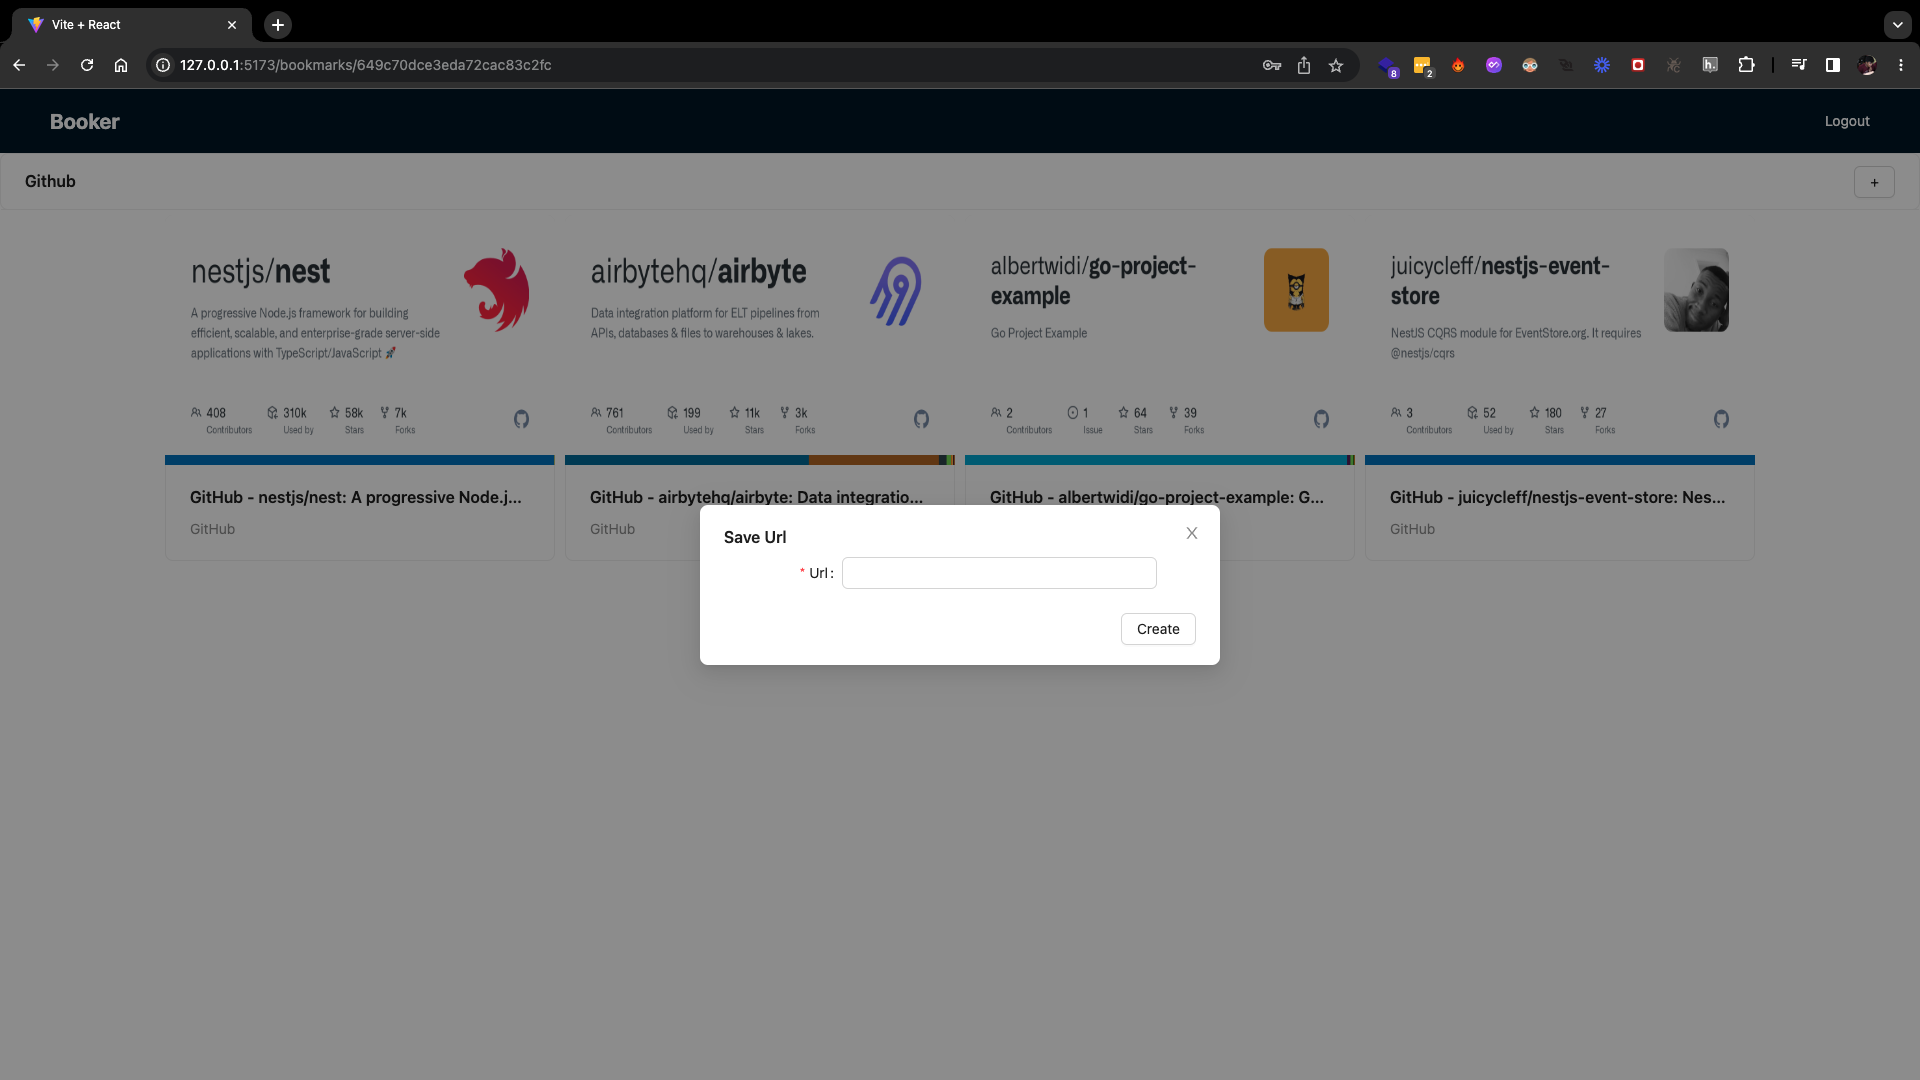 Vite + React
127.0.0.1:5173/bookmarks/649c70dce3eda72cac83c2fc
8
2
h.
Booker
Logout
Github
+
nestjs/nest
A progressive Node.js framework for building
efficient, scalable, and enterprise-grade server-side
applications with TypeScript/JavaScript 🚀
408
Contributors
310k
Used by
58k
Stars
7k
Forks
GitHub - nestjs/nest: A progressive Node.j...
GitHub
airbytehq/airbyte
Data integration platform for ELT pipelines from
APIs, databases & files to warehouses & lakes.
761
Contributors
199
Used by
11k
Stars
3k
Forks
GitHub - airbytehq/airbyte: Data integratio...
GitHub
albertwidi/go-project-
example
Go Project Example
2
Contributors
1
Issue
64
Stars
39
Forks
GitHub - albertwidi/go-project-example: G...
juicycleff/nestjs-event-
store
NestJS CQRS module for EventStore.org. It requires
@nestjs/cqrs
3
Contributors
52
Used by
180
Stars
27
Forks
GitHub - juicycleff/nestjs-event-store: Nes...
GitHub
Save Url
* Url :
Create